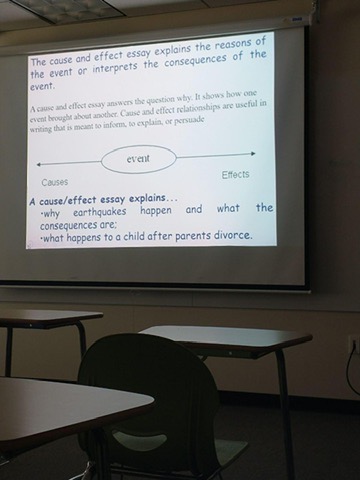 The cause and effect essay explains the reasons of
the event or interprets the consequences of the
event.
A cause and effect essay answers the question why. It shows how one
event brought about another. Cause and effect relationships are useful in
writing that is meant to inform, to explain, or persuade
event
Causes
Effects
A cause/effect essay explains...
•why earthquakes happen and what the
consequences are;
•what happens to a child after parents divorce.